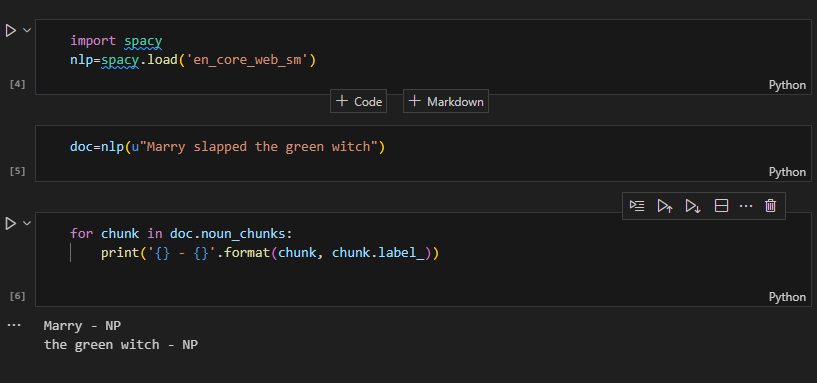 import spacy
nlp=spacy.load('en_core_web_sm')
[4]
Python
+ Code
+ Markdown
doc=nlp(u"Marry slapped the green witch")
[5]
Python
for chunk in doc.noun_chunks:
    print('{} - {}'.format(chunk, chunk.label_))
[6]
Python
Marry - NP
the green witch - NP